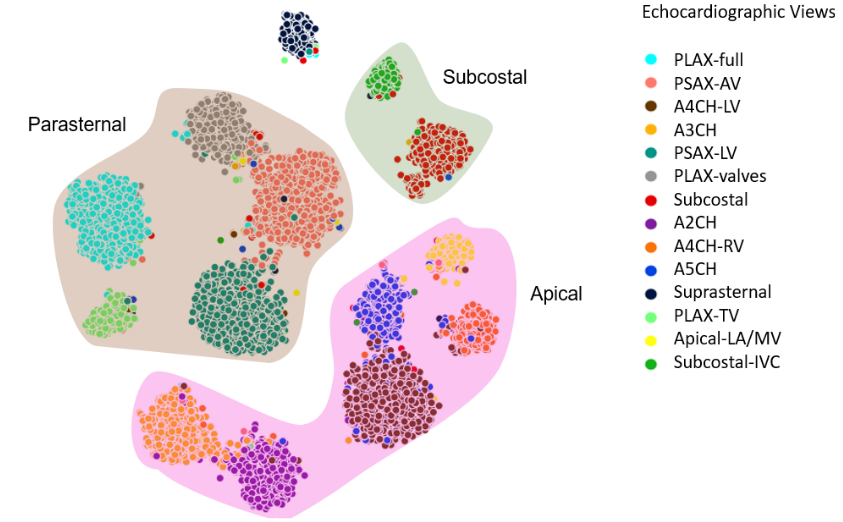 Echocardiographic Views
Subcostal
Parasternal
Apical
PLAX-full
PSAX-AV
A4CH-LV
A3CH
PSAX-LV
PLAX-valves
Subcostal
A2CH
A4CH-RV
A5CH
Suprasternal
PLAX-TV
Apical-LA/MV
Subcostal-IVC